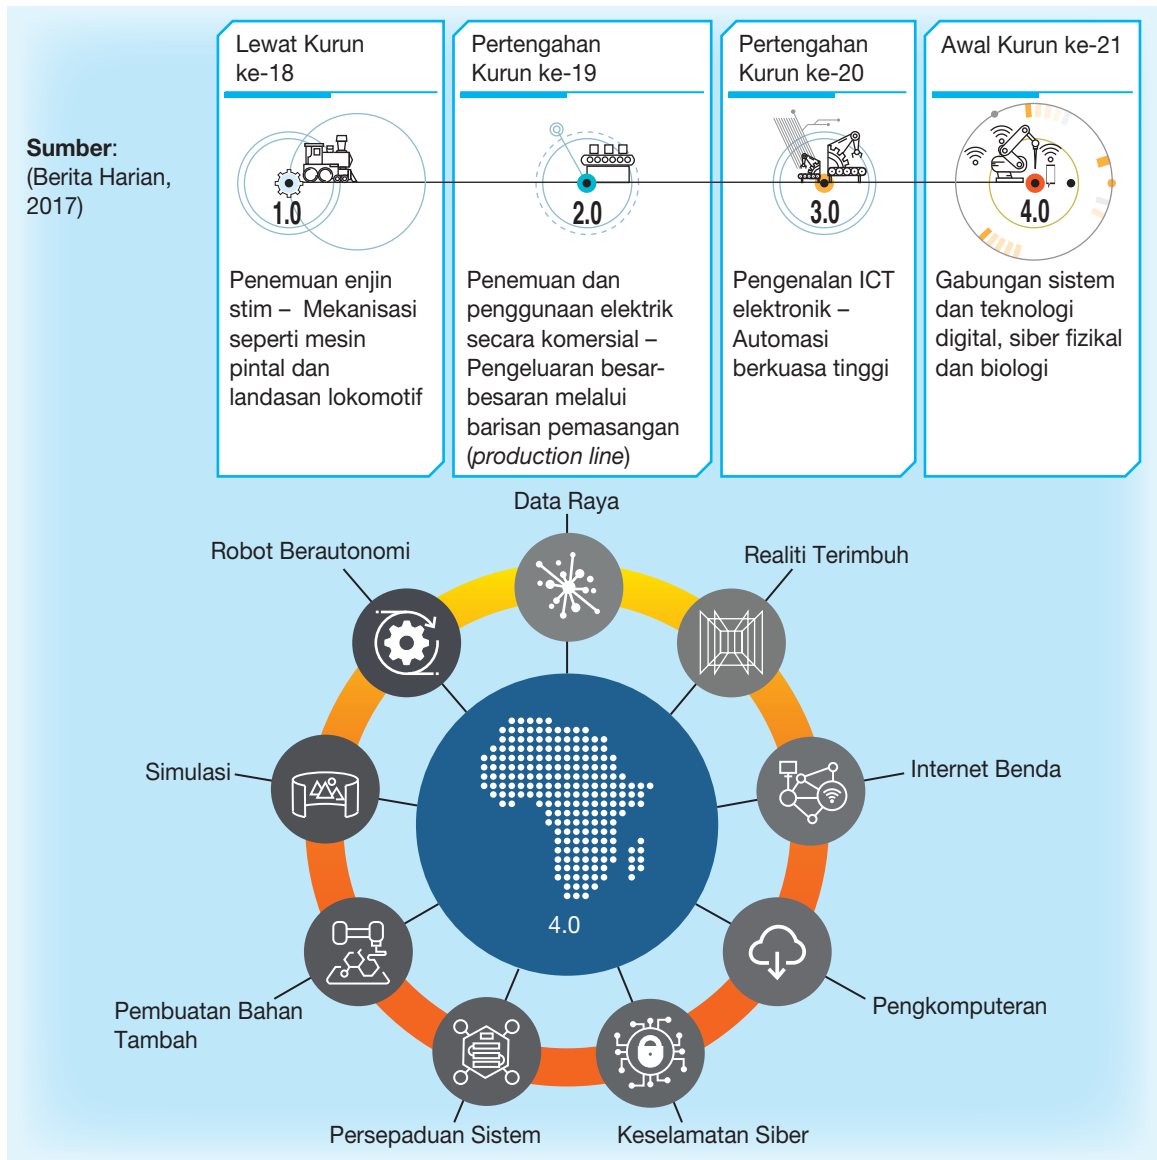 Sumber:
(Berita Harian,
2017)
Lewat Kurun
ke-18
1.0
Penemuan enjin
stim – Mekanisasi
seperti mesin
pintal dan
landasan lokomotif
Pertengahan
Kurun ke-19
2.0
Penemuan dan
penggunaan elektrik
secara komersial –
Pengeluaran besar-
besaran melalui
barisan pemasangan
(production line)
Pertengahan
Kurun ke-20
3.0
Pengenalan ICT
elektronik –
Automasi
berkuasa tinggi
Awal Kurun ke-21
4.0
Gabungan sistem
dan teknologi
digital, siber fizikal
dan biologi
Data Raya
Robot Berautonomi
Realiti Terimbuh
Simulasi
Internet Benda
4.0
Pembuatan Bahan
Tambah
Pengkomputeran
Persepaduan Sistem
Keselamatan Siber